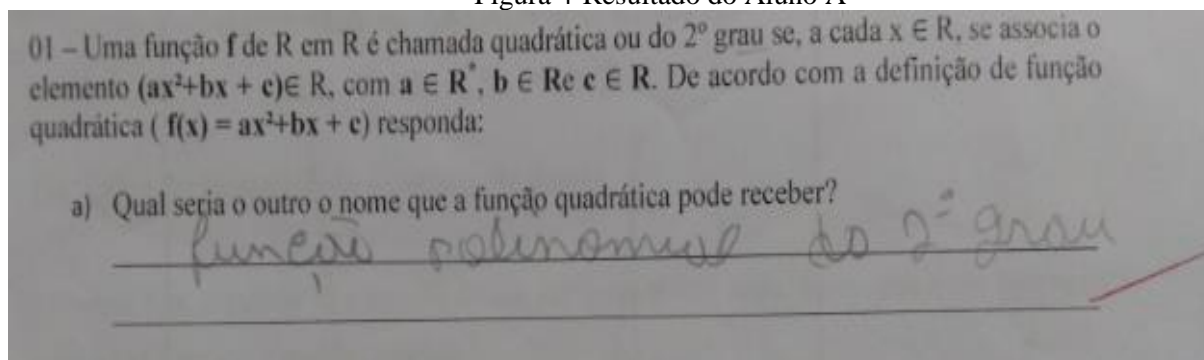 Figura 4 Resultado do Aluno A
01 – Uma função f de R em R é chamada quadrática ou do 2º grau se, a cada x ∈ R, se associa o
elemento (ax²+bx + c)∈ R, com a ∈ R*, b ∈ Re c ∈ R. De acordo com a definição de função
quadrática ( f(x) = ax²+bx + c) responda:
a) Qual seria o outro o nome que a função quadrática pode receber?
função polinomial do 2º grau